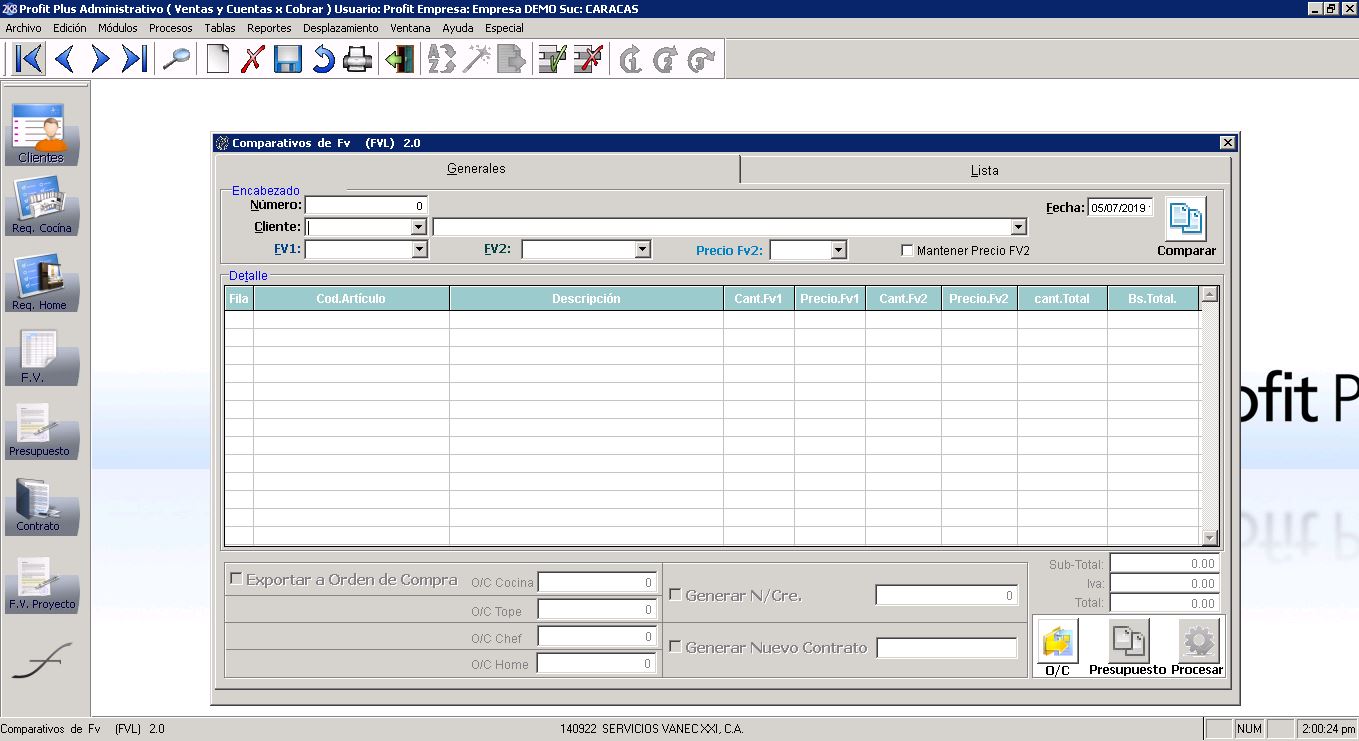 Profit Plus Administrativo ( Ventas y Cuentas x Cobrar ) Usuario: Profit Empresa: Empresa DEMO Suc: CARACAS
Archivo Edición Módulos Procesos Tablas Reportes Desplazamiento Ventana Ayuda Especial
Clientes
Req. Cocina
Req. Home
F.V.
Presupuesto
Contrato
F.V. Proyecto
Comparativos de Fv (FVL) 2.0
Generales Lista
Encabezado
Número: 0 Fecha: 05/07/2019
Cliente:
FV1: FV2: Precio Fv2: Mantener Precio FV2 Comparar
Detalle
Fila Cod.Artículo Descripción Cant.Fv1 Precio.Fv1 Cant.Fv2 Precio.Fv2 cant.Total Bs.Total.
ofit P
Exportar a Orden de Compra O/C Cocina 0
O/C Tope 0
O/C Chef 0
O/C Home 0
Generar N/Cre. 0
Generar Nuevo Contrato
Sub-Total: 0.00
Iva: 0.00
Total: 0.00
O/C Presupuesto Procesar
Comparativos de Fv (FVL) 2.0 140922 SERVICIOS VANEC XXI, C.A. NUM 2:00:24 pm